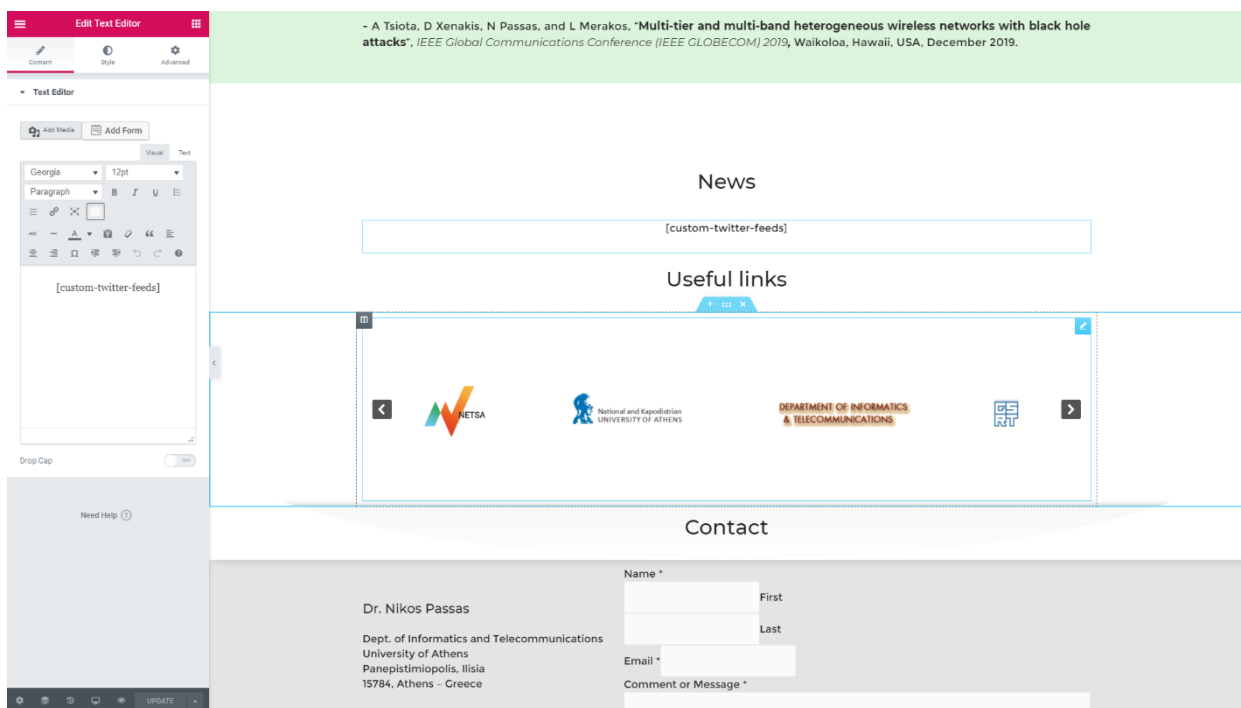 Edit Text Editor
Content
Style
Advanced
Text Editor
Add Media
Add Form
Visual
Text
Georgia
12pt
Paragraph
B I U
A
Ω
[custom-twitter-feeds]
Drop Cap
Need Help
UPDATE
- A Tsiota, D Xenakis, N Passas, and L Merakos, “Multi-tier and multi-band heterogeneous wireless networks with black hole
attacks”, IEEE Global Communications Conference (IEEE GLOBECOM) 2019, Waikoloa, Hawaii, USA, December 2019.
News
[custom-twitter-feeds]
Useful links
NETSA
National and Kapodistrian
UNIVERSITY OF ATHENS
DEPARTMENT OF INFORMATICS
& TELECOMMUNICATIONS
GSRT
Contact
Dr. Nikos Passas
Dept. of Informatics and Telecommunications
University of Athens
Panepistimiopolis, Ilisia
15784, Athens – Greece
Name *
First
Last
Email *
Comment or Message *